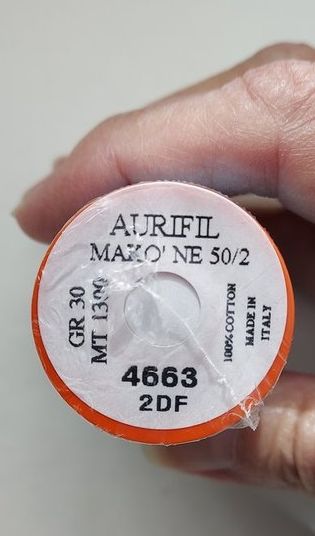 AURIFIL
MAKO' NE 50/2
GR 30
MT 1300
100% COTTON
MADE IN
ITALY
4663
2DF